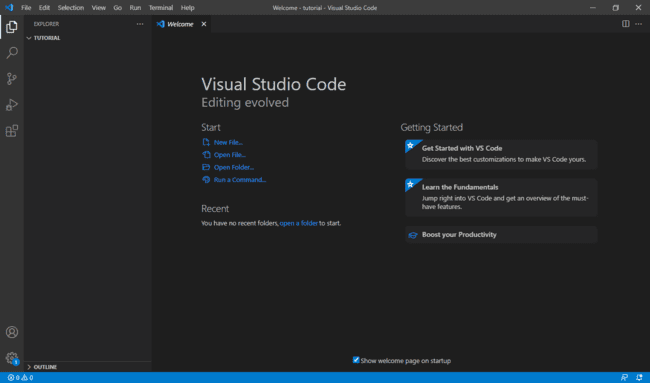 File Edit Selection View Go Run Terminal Help Welcome - tutorial - Visual Studio Code
EXPLORER
Welcome
TUTORIAL
Visual Studio Code
Editing evolved
Start
New File...
Open File...
Open Folder...
Run a Command...
Recent
You have no recent folders, open a folder to start.
Getting Started
Get Started with VS Code
Discover the best customizations to make VS Code yours.
Learn the Fundamentals
Jump right into VS Code and get an overview of the must-
have features.
Boost your Productivity
Show welcome page on startup
1
OUTLINE
0 0